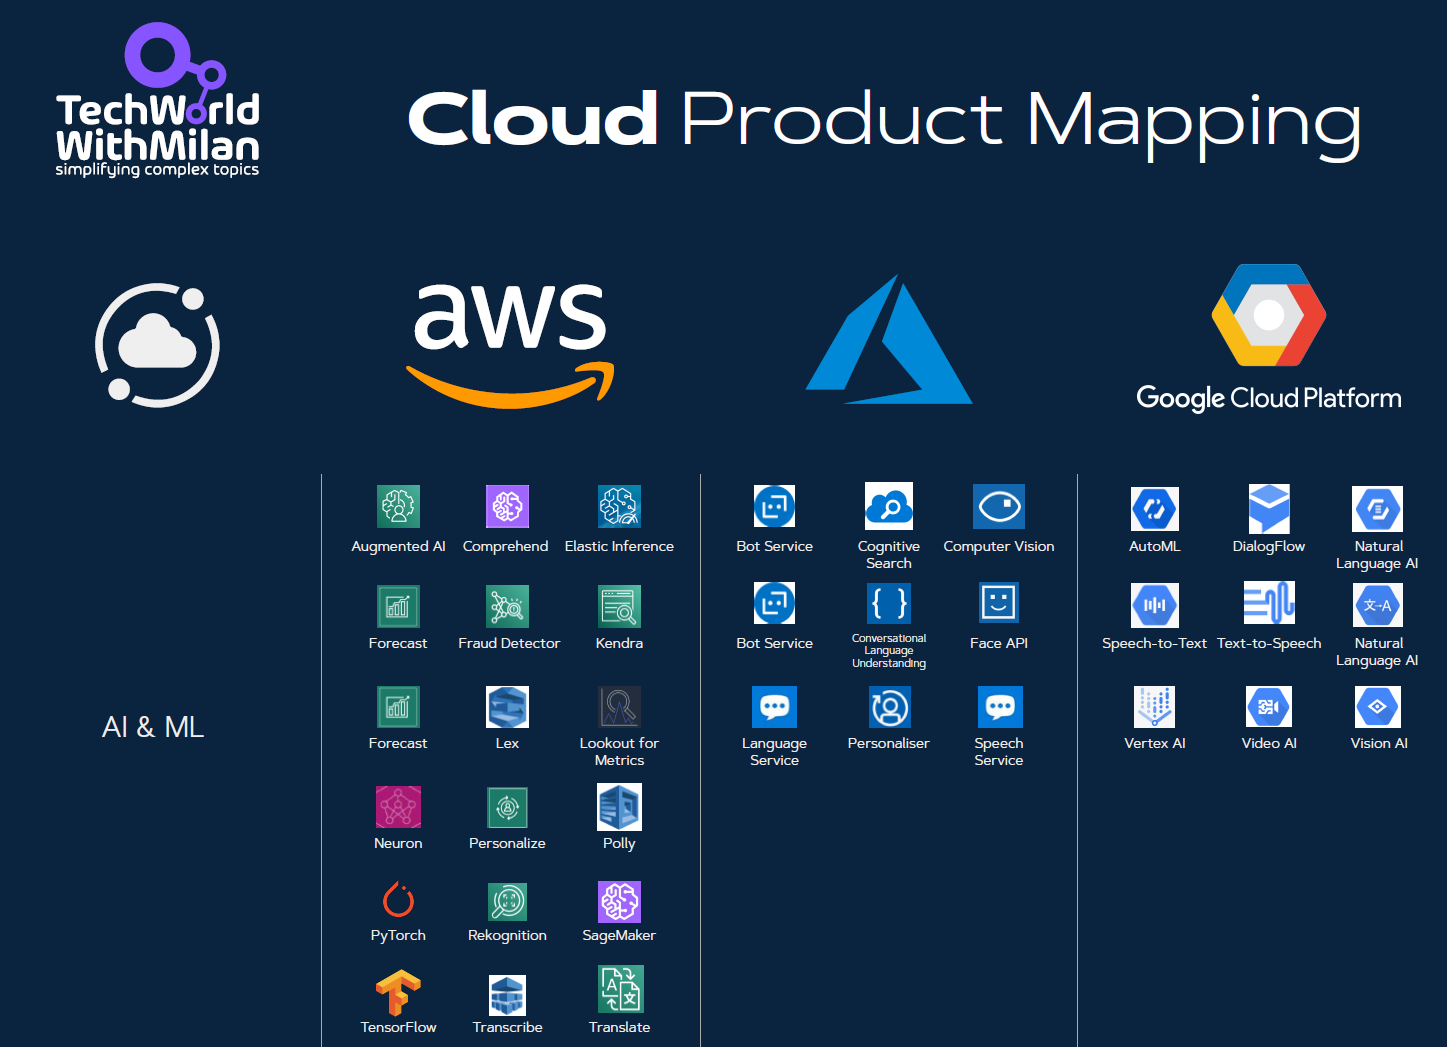 TechWorld
WithMilan
simplifying complex topics
Cloud Product Mapping
aws
Google Cloud Platform
AI & ML
Augmented AI
Comprehend
Elastic Inference
Forecast
Fraud Detector
Kendra
Forecast
Lex
Lookout for
Metrics
Neuron
Personalize
Polly
PyTorch
Rekognition
SageMaker
TensorFlow
Transcribe
A
文
Translate
Bot Service
Cognitive
Search
Computer Vision
Bot Service
{ }
Conversational
Language
Understanding
Face API
Language
Service
Personaliser
Speech
Service
AutoML
DialogFlow
Natural
Language AI
Speech-to-Text
Text-to-Speech
文→A
Natural
Language AI
Vertex AI
Video AI
Vision AI